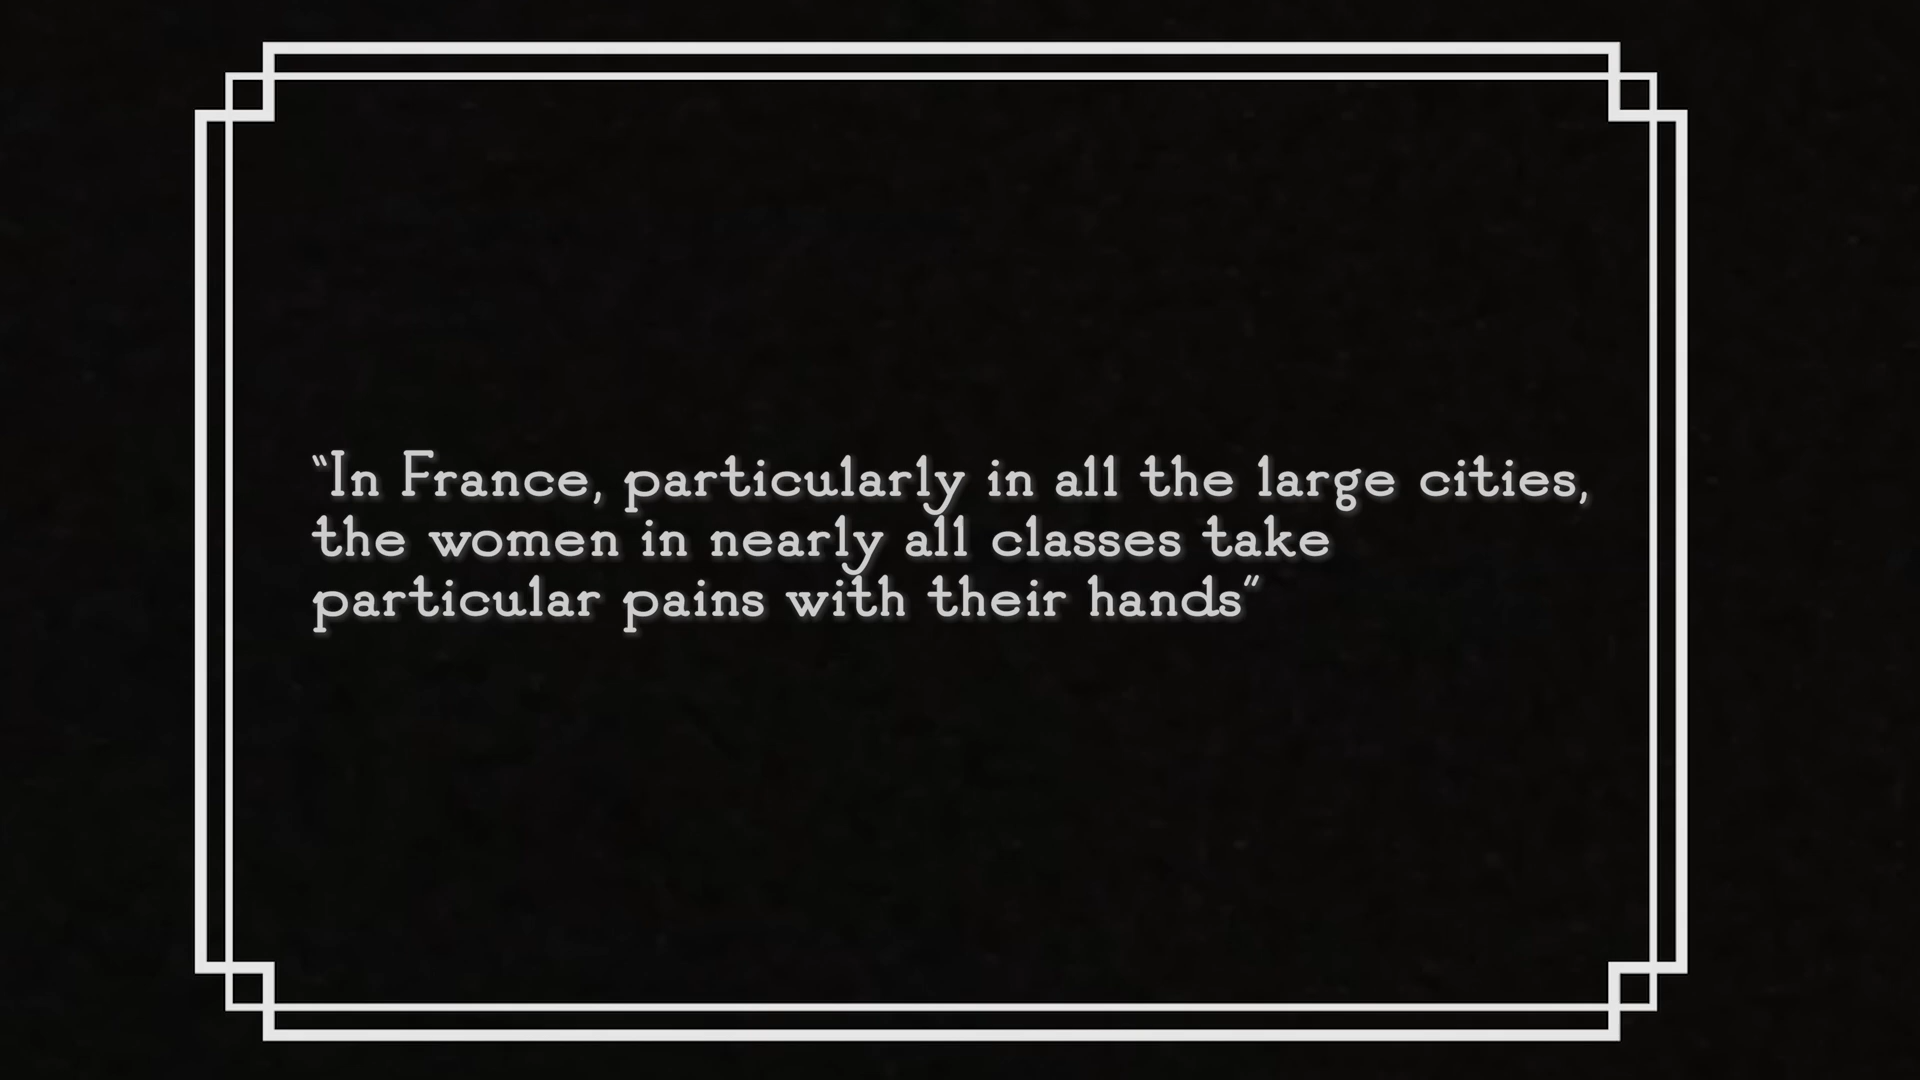 “In France, particularly in all the large cities,
the women in nearly all classes take
particular pains with their hands”